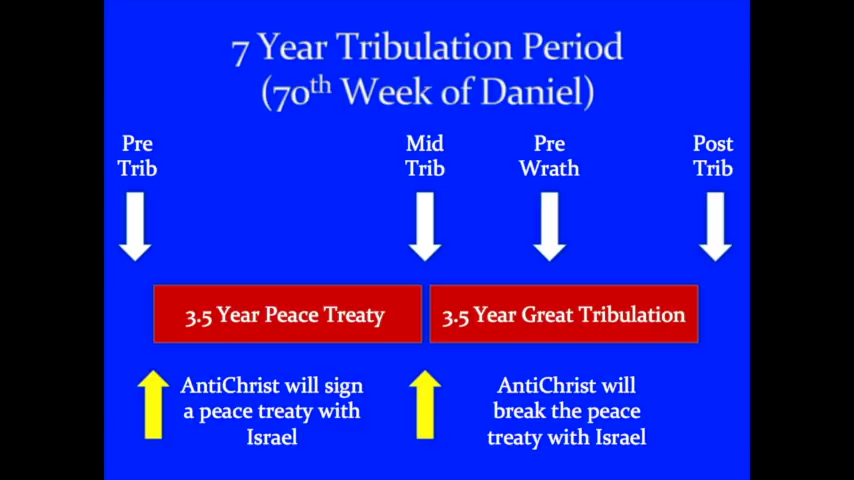 7 Year Tribulation Period
(70th Week of Daniel)
Pre
Trib
Mid
Trib
Pre
Wrath
Post
Trib
3.5 Year Peace Treaty
3.5 Year Great Tribulation
AntiChrist will sign
a peace treaty with
Israel
AntiChrist will
break the peace
treaty with Israel